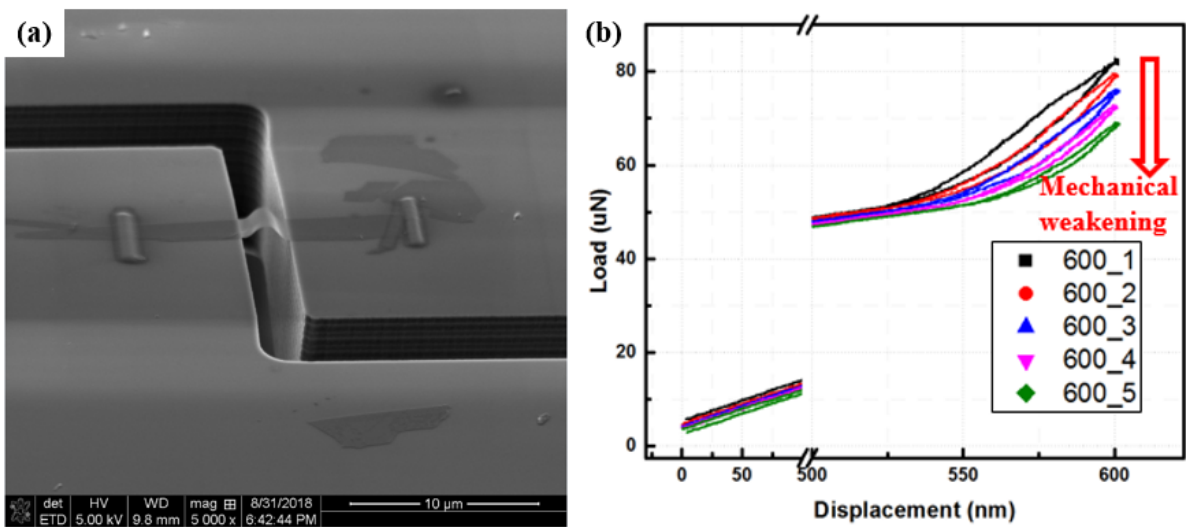 (a)
det HV WD mag ⊞ 8/31/2018
ETD 5.00 kV 9.8 mm 5 000 x 6:42:44 PM
10 μm
(b)
Load (uN)
80
60
40
20
0
Mechanical
weakening
600_1
600_2
600_3
600_4
600_5
0 50 500 550 600
Displacement (nm)